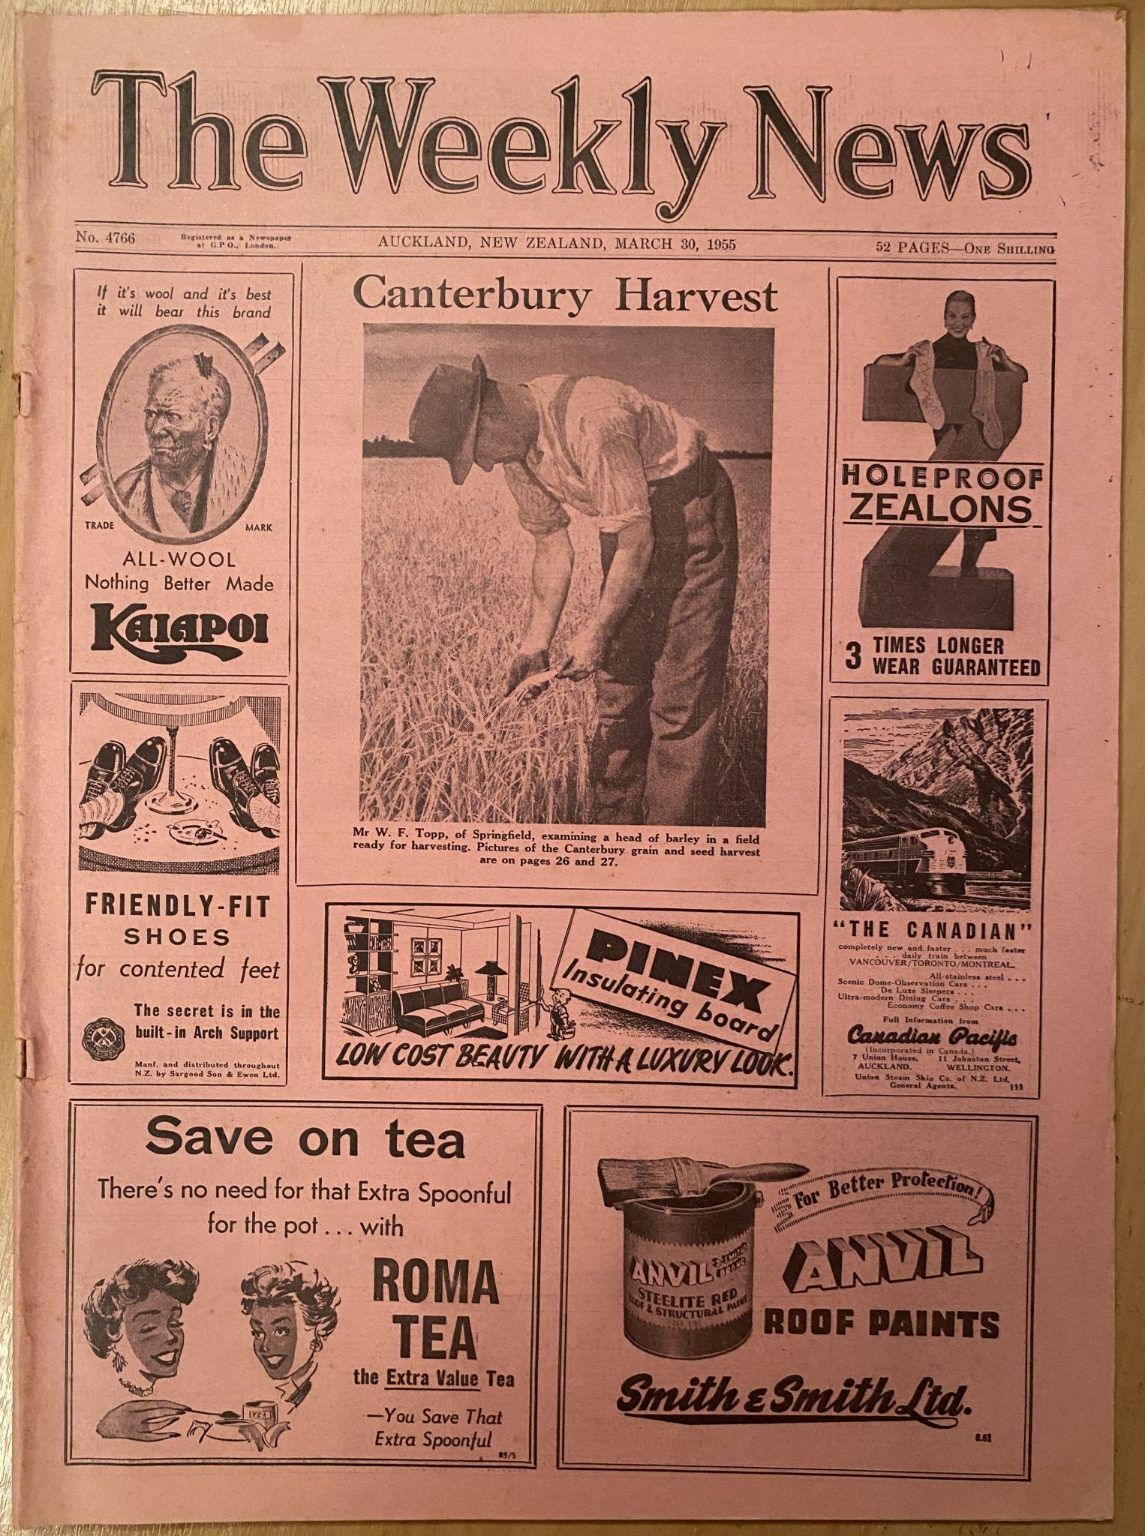 The Weekly News
No. 4766
Registered as a Newspaper
at G.P.O., London.
AUCKLAND, NEW ZEALAND, MARCH 30, 1955
52 PAGES—ONE SHILLING
If it's wool and it's best
it will bear this brand
TRADE MARK
ALL-WOOL
Nothing Better Made
KAIAPOI
FRIENDLY-FIT
SHOES
for contented feet
The secret is in the
built-in Arch Support
Manf. and distributed throughout
N.Z. by Sargood Son & Ewen Ltd.
Canterbury Harvest
Mr W. F. Topp, of Springfield, examining a head of barley in a field
ready for harvesting. Pictures of the Canterbury grain and seed harvest
are on pages 26 and 27.
PINEX
Insulating board
LOW COST BEAUTY WITH A LUXURY LOOK.
HOLEPROOF
ZEALONS
3 TIMES LONGER
WEAR GUARANTEED
"THE CANADIAN"
completely new and faster . . . much faster
. . . daily train between
VANCOUVER/TORONTO/MONTREAL.
All-stainless steel . . .
Scenic Dome-Observation Cars . . .
De Luxe Sleepers . . .
Ultra-modern Dining Cars . . .
Economy Coffee Shop Cars . . .
Full Information from
Canadian Pacific
(Incorporated in Canada.)
7 Union House, 11 Johnston Street,
AUCKLAND. WELLINGTON.
Union Steam Ship Co. of N.Z. Ltd.
General Agents. 155
Save on tea
There's no need for that Extra Spoonful
for the pot . . . with
ROMA
TEA
the Extra Value Tea
—You Save That
Extra Spoonful
R5/5
TEA
For Better Protection!
ANVIL
ROOF PAINTS
ANVIL
BRAND
STEELITE RED
ROOF & STRUCTURAL PAINT
Smith & Smith Ltd.